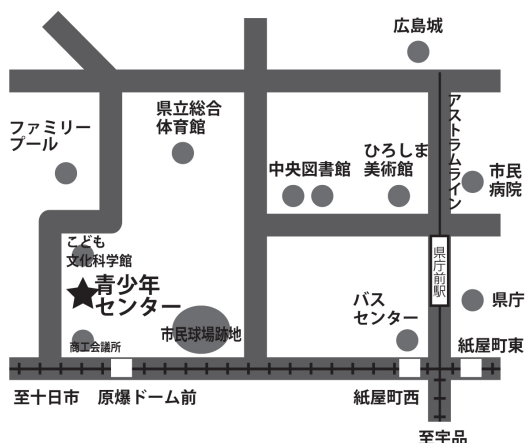 広島城
アストラムライン
県立総合
体育館
ファミリー
プール
ひろしま
美術館
中央図書館
市民
病院
こども
文化科学館
青少年
センター
県庁前駅
県庁
バス
センター
市民球場跡地
商工会議所
紙屋町東
至十日市
原爆ドーム前
紙屋町西
至宇品